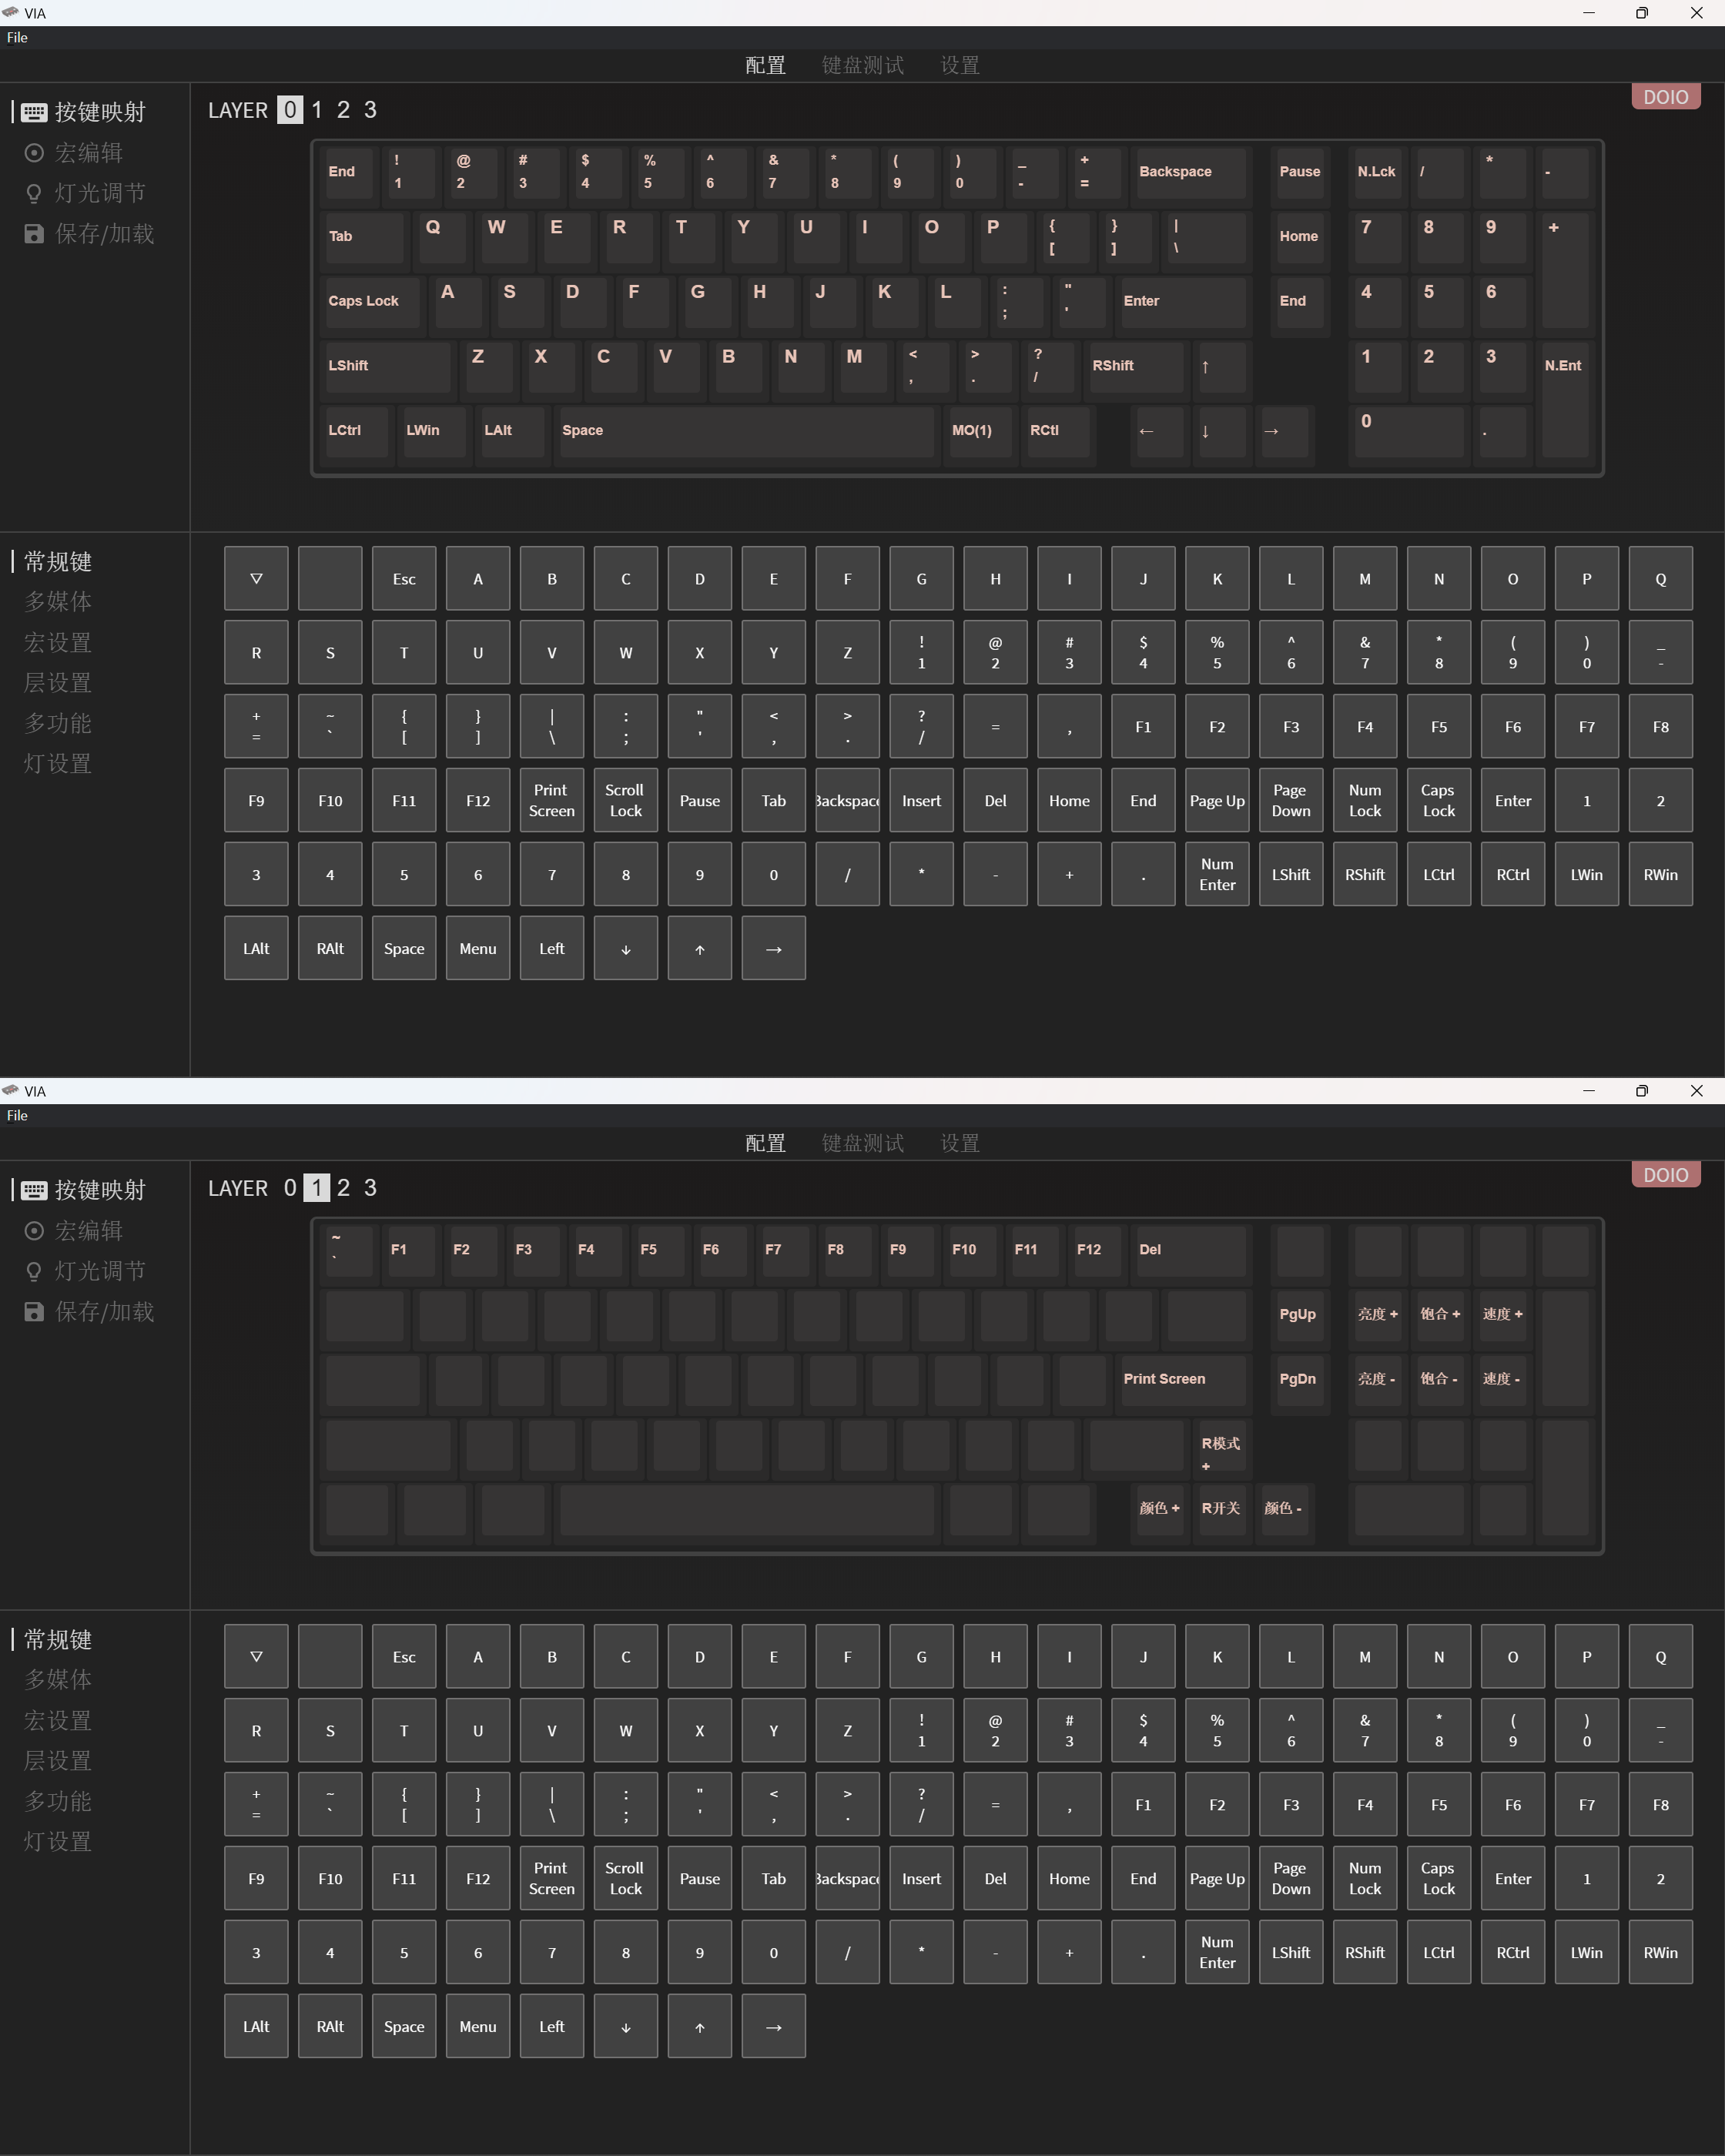 VIA
File
配置 键盘测试 设置
按键映射
宏编辑
灯光调节
保存/加载
LAYER 0 1 2 3
DOIO
End ! 1 @ 2 # 3 $ 4 % 5 ^ 6 & 7 * 8 ( 9 ) 0 _ - + = Backspace Pause N.Lck / * -
Tab Q W E R T Y U I O P { [ } ] | \ Home 7 8 9 +
Caps Lock A S D F G H J K L : ; " ' Enter End 4 5 6
LShift Z X C V B N M < , > . ? / RShift ↑ 1 2 3 N.Ent
LCtrl LWin LAlt Space MO(1) RCtl ← ↓ → 0 .
常规键
多媒体
宏设置
层设置
多功能
灯设置
▽ Esc A B C D E F G H I J K L M N O P Q
R S T U V W X Y Z ! 1 @ 2 # 3 $ 4 % 5 ^ 6 & 7 * 8 ( 9 ) 0 _ -
+ = ~ ` { [ } ] | \ : ; " ' < , > . ? / = , F1 F2 F3 F4 F5 F6 F7 F8
F9 F10 F11 F12 Print Screen Scroll Lock Pause Tab Backspace Insert Del Home End Page Up Page Down Num Lock Caps Lock Enter 1 2
3 4 5 6 7 8 9 0 / * - + . Num Enter LShift RShift LCtrl RCtrl LWin RWin
LAlt RAlt Space Menu Left ↓ ↑ →
VIA
File
配置 键盘测试 设置
按键映射
宏编辑
灯光调节
保存/加载
LAYER 0 1 2 3
DOIO
~ ` F1 F2 F3 F4 F5 F6 F7 F8 F9 F10 F11 F12 Del
PgUp 亮度 + 饱合 + 速度 +
Print Screen PgDn 亮度 - 饱合 - 速度 -
R模式 +
颜色 + R开关 颜色 -
常规键
多媒体
宏设置
层设置
多功能
灯设置
▽ Esc A B C D E F G H I J K L M N O P Q
R S T U V W X Y Z ! 1 @ 2 # 3 $ 4 % 5 ^ 6 & 7 * 8 ( 9 ) 0 _ -
+ = ~ ` { [ } ] | \ : ; " ' < , > . ? / = , F1 F2 F3 F4 F5 F6 F7 F8
F9 F10 F11 F12 Print Screen Scroll Lock Pause Tab Backspace Insert Del Home End Page Up Page Down Num Lock Caps Lock Enter 1 2
3 4 5 6 7 8 9 0 / * - + . Num Enter LShift RShift LCtrl RCtrl LWin RWin
LAlt RAlt Space Menu Left ↓ ↑ →